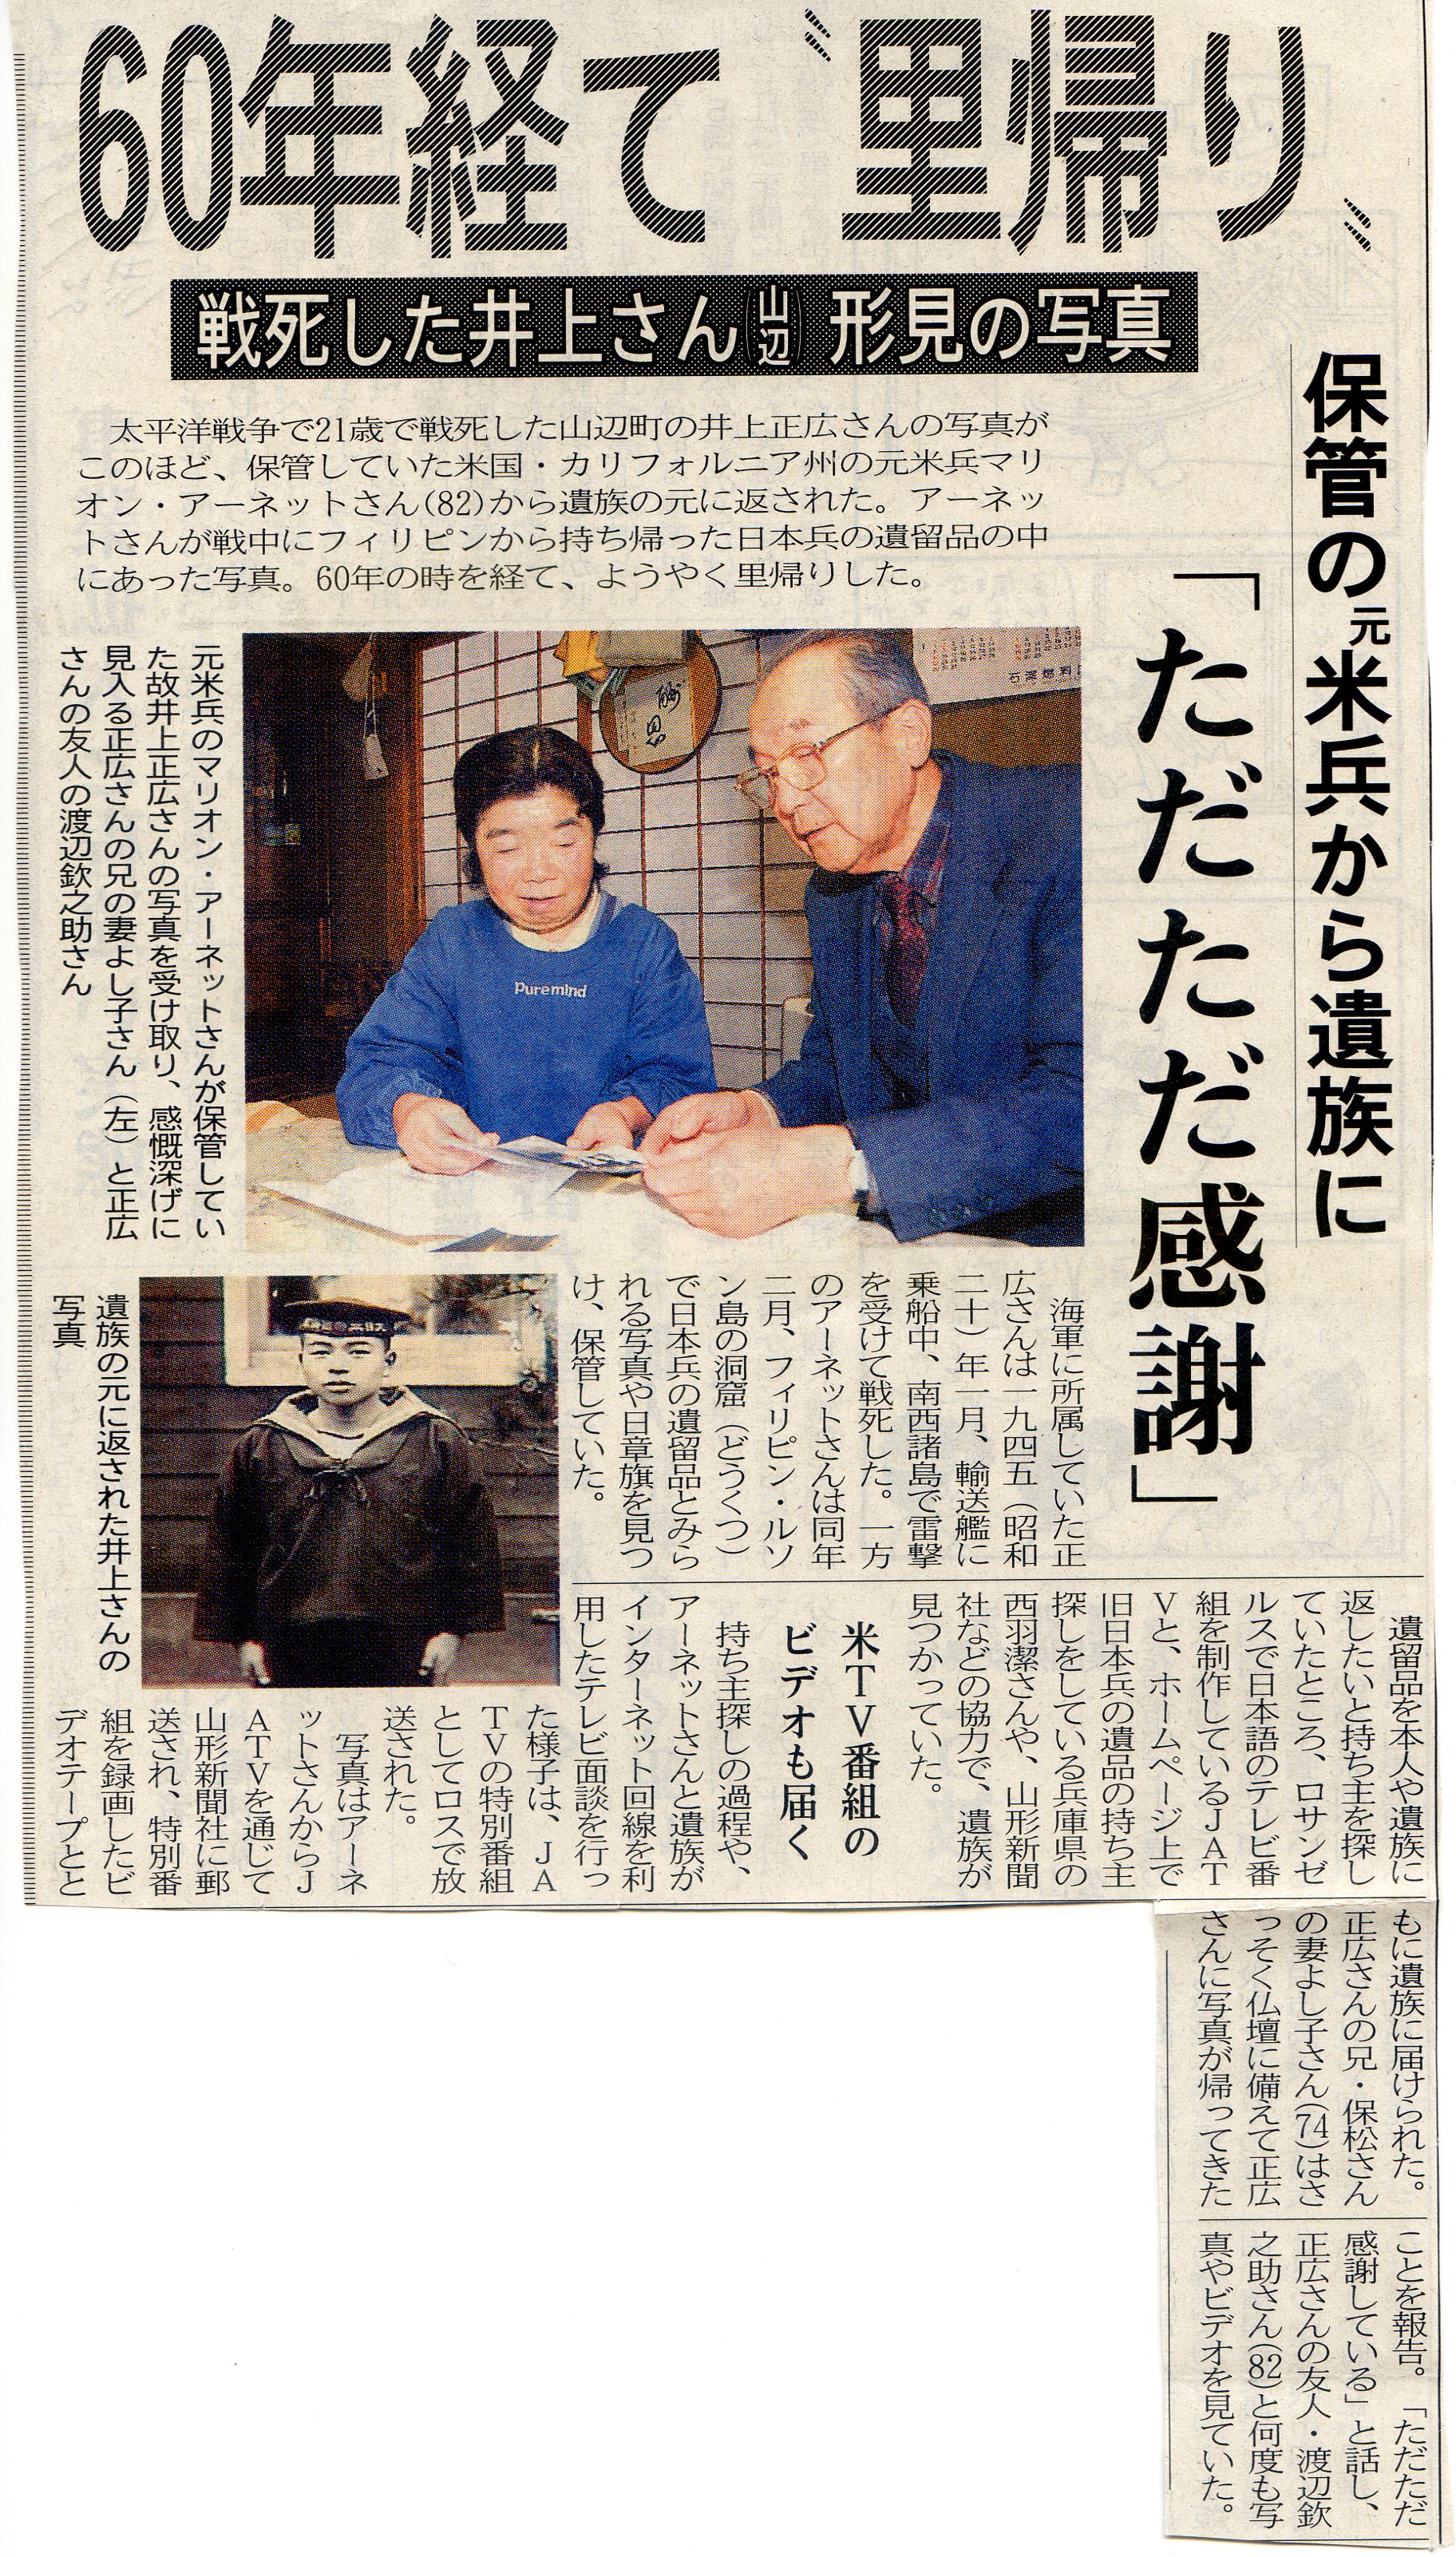 60年経て〝里帰り〟
戦死した井上さん(山辺)形見の写真
保管の元米兵から遺族に
「ただただ感謝」
太平洋戦争で21歳で戦死した山辺町の井上正広さんの写真が
このほど、保管していた米国・カリフォルニア州の元米兵マリ
オン・アーネットさん(82)から遺族の元に返された。アーネッ
トさんが戦中にフィリピンから持ち帰った日本兵の遺留品の中
にあった写真。60年の時を経て、ようやく里帰りした。
石油燃料
puremind
元米兵のマリオン・アーネットさんが保管してい
た故井上正広さんの写真を受け取り、感慨深げに
見入る正広さんの兄の妻よし子さん(左)と正広
さんの友人の渡辺欽之助さん
海軍に所属していた正
広さんは一九四五(昭和
二十)年一月、輸送艦に
乗船中、南西諸島で雷撃
を受けて戦死した。一方
のアーネットさんは同年
二月、フィリピン・ルソ
ン島の洞窟(どうくつ)
で日本兵の遺留品とみら
れる写真や日章旗を見つ
け、保管していた。
遺族の元に返された井上さんの
写真
遺留品を本人や遺族に
返したいと持ち主を探し
ていたところ、ロサンゼ
ルスで日本語のテレビ番
組を制作しているJAT
Vと、ホームページ上で
旧日本兵の遺品の持ち主
探しをしている兵庫県の
西羽潔さんや、山形新聞
社などの協力で、遺族が
見つかっていた。
米TV番組の
ビデオも届く
持ち主探しの過程や、
アーネットさんと遺族が
インターネット回線を利
用したテレビ面談を行っ
た様子は、JA
TVの特別番組
としてロスで放
送された。
写真はアーネ
ットさんからJ
ATVを通じて
山形新聞社に郵
送され、特別番
組を録画したビ
デオテープとと
もに遺族に届けられた。
正広さんの兄・保松さん
の妻よし子さん(74)はさ
っそく仏壇に備えて正広
さんに写真が帰ってきた
ことを報告。「ただただ
感謝している」と話し、
正広さんの友人・渡辺欽
之助さん(82)と何度も写
真やビデオを見ていた。